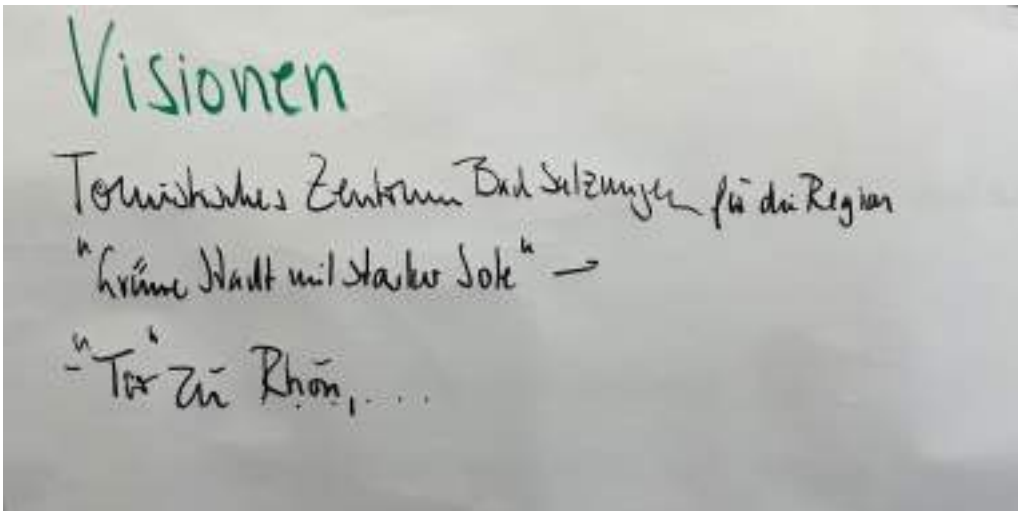 Visionen
Touristisches Zentrum Bad Salzungen für die Region
"Grüne Stadt mit starker Sole" →
- "Tor" zur Rhön, ....